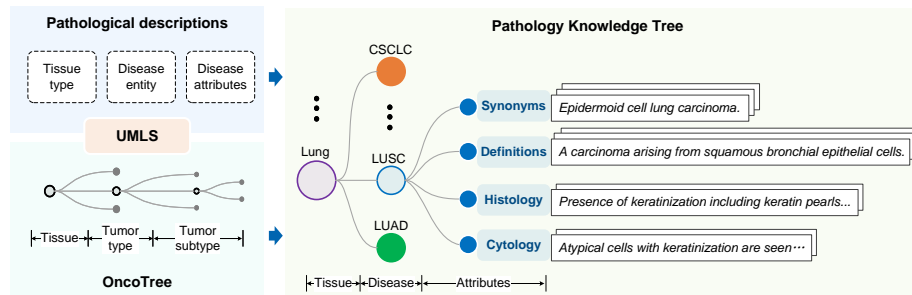 Pathological descriptions
Tissue
type
Disease
entity
Disease
attributes
UMLS
Tissue
Tumor
type
Tumor
subtype
OncoTree
Pathology Knowledge Tree
CSCLC
Lung
LUSC
LUAD
Synonyms
Epidermoid cell lung carcinoma.
Definitions
A carcinoma arising from squamous bronchial epithelial cells.
Histology
Presence of keratinization including keratin pearls...
Cytology
Atypical cells with keratinization are seen⋯
Tissue
Disease
Attributes